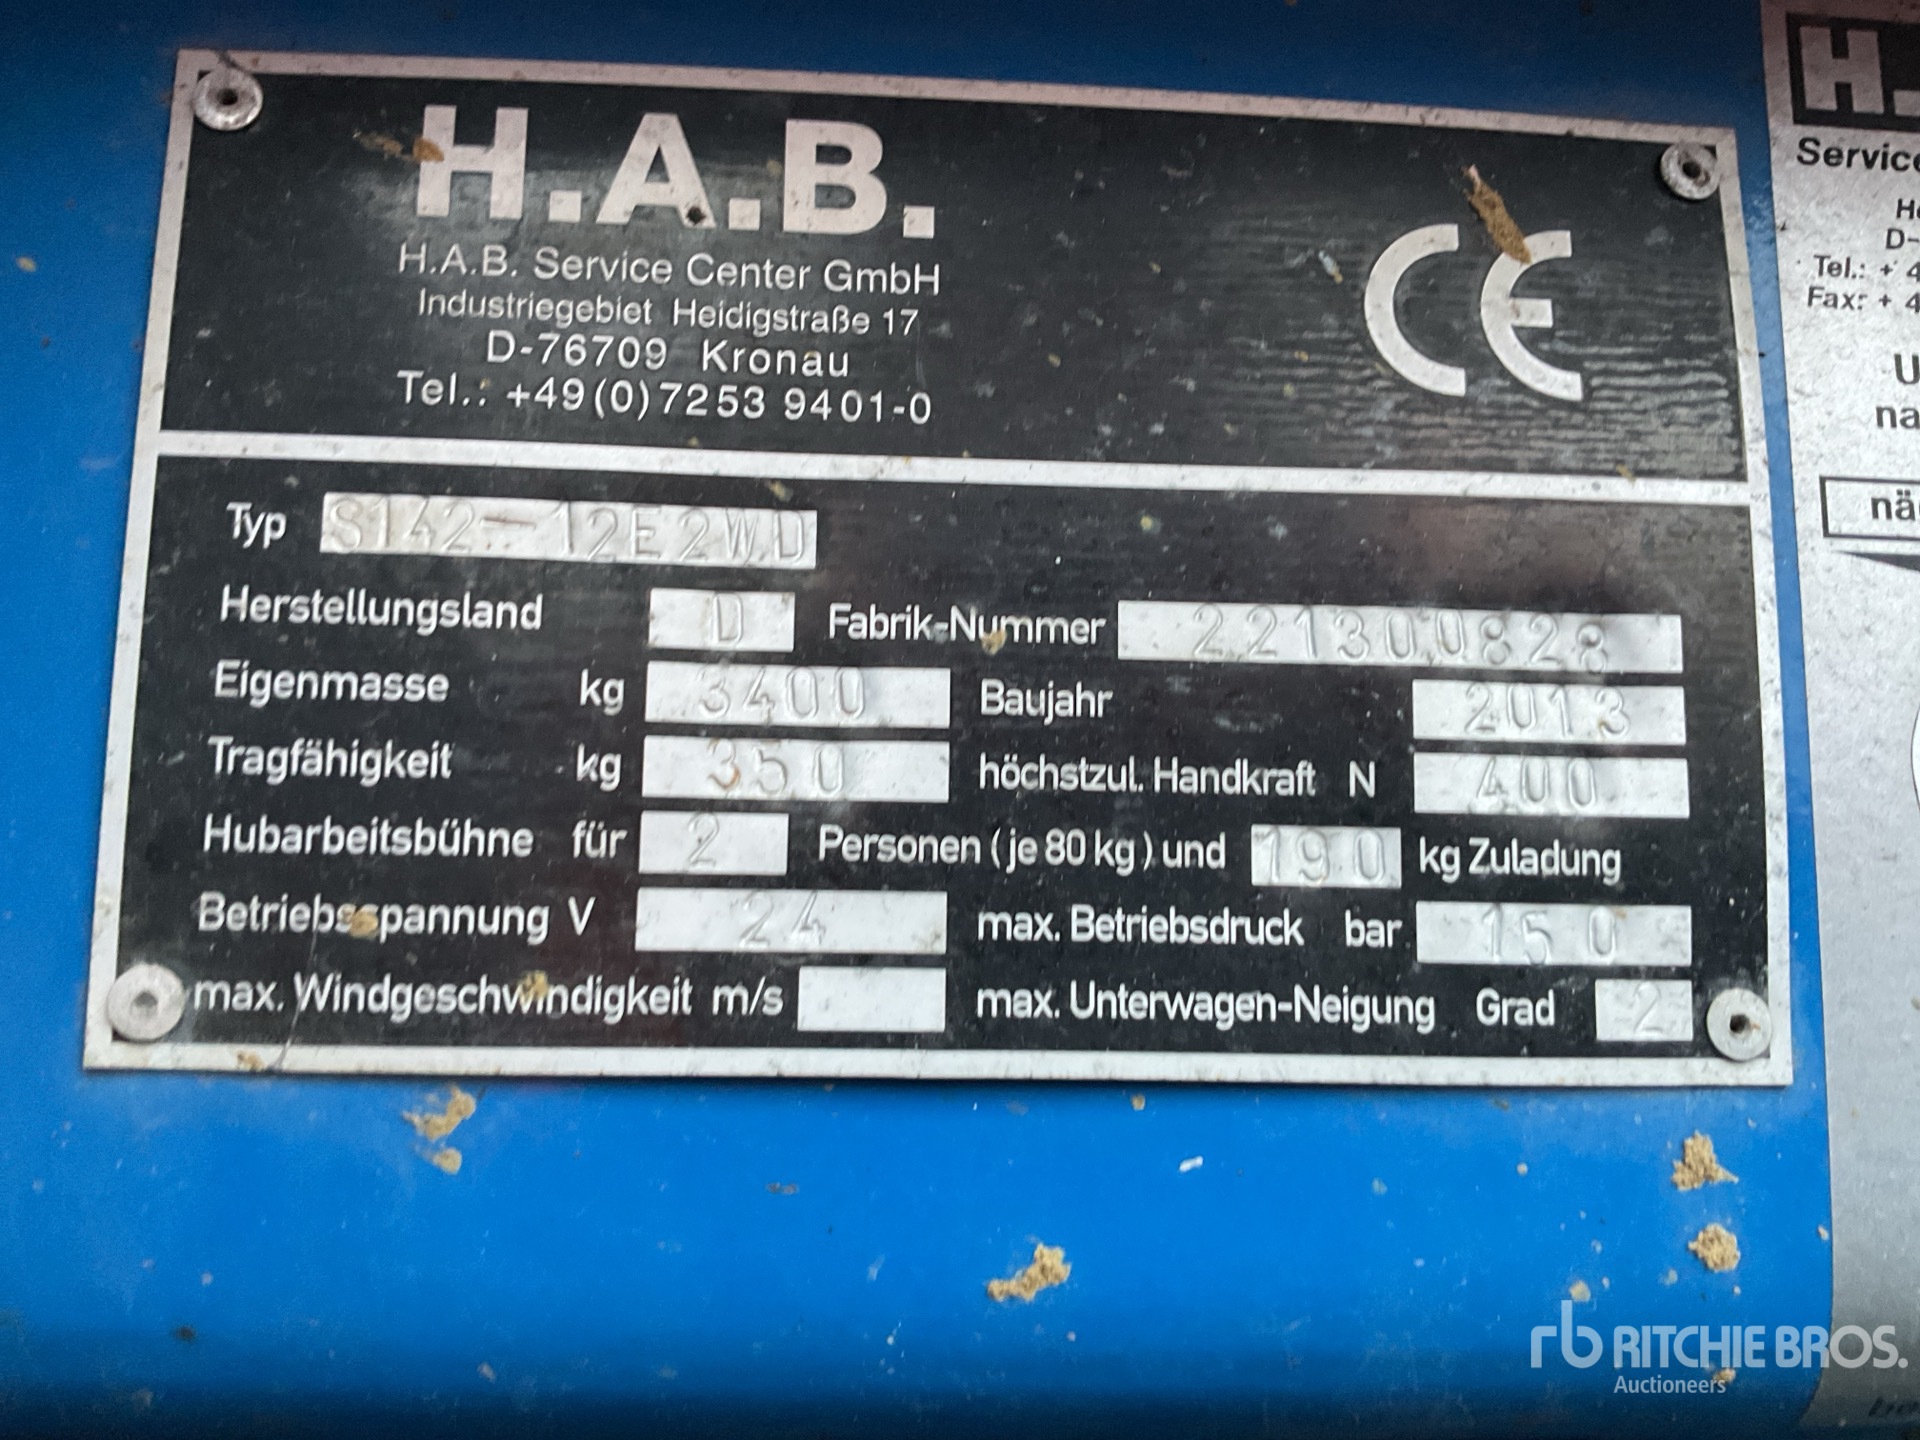 H.A.B.
H.A.B. Service Center GmbH
Industriegebiet Heidigstraße 17
D-76709 Kronau
Tel.: +49(0)7253 9401-0
CE
Typ S142-12E2WD
Herstellungsland D Fabrik-Nummer 221300828
Eigenmasse kg 3400 Baujahr 2013
Tragfähigkeit kg 350 höchstzul. Handkraft N 400
Hubarbeitsbühne für 2 Personen (je 80 kg) und 190 kg Zuladung
Betriebsspannung V 24 max. Betriebsdruck bar 150
max. Windgeschwindigkeit m/s max. Unterwagen-Neigung Grad 2
H.
Service
D-
Tel.: + 4
Fax: + 4
U
na
nä
rb RITCHIE BROS.
Auctioneers